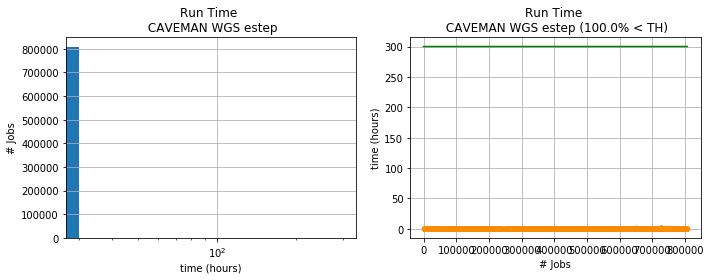 Run Time
CAVEMAN WGS estep
800000
700000
600000
500000
400000
300000
200000
100000
0
# Jobs
10²
time (hours)
Run Time
CAVEMAN WGS estep (100.0% < TH)
300
250
200
150
100
50
0
time (hours)
0 100000 200000 300000 400000 500000 600000 700000 800000
# Jobs